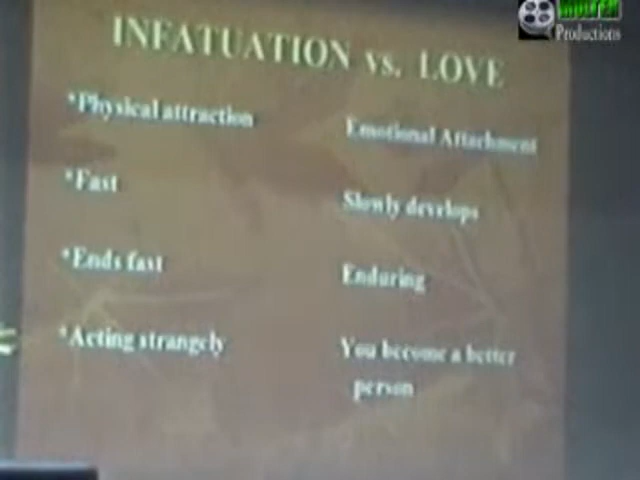 INFATUATION vs. LOVE
*Physical attraction
Emotional Attachment
*Fast
Slowly develops
*Ends fast
Enduring
*Acting strangely
You become a better
person
Productions